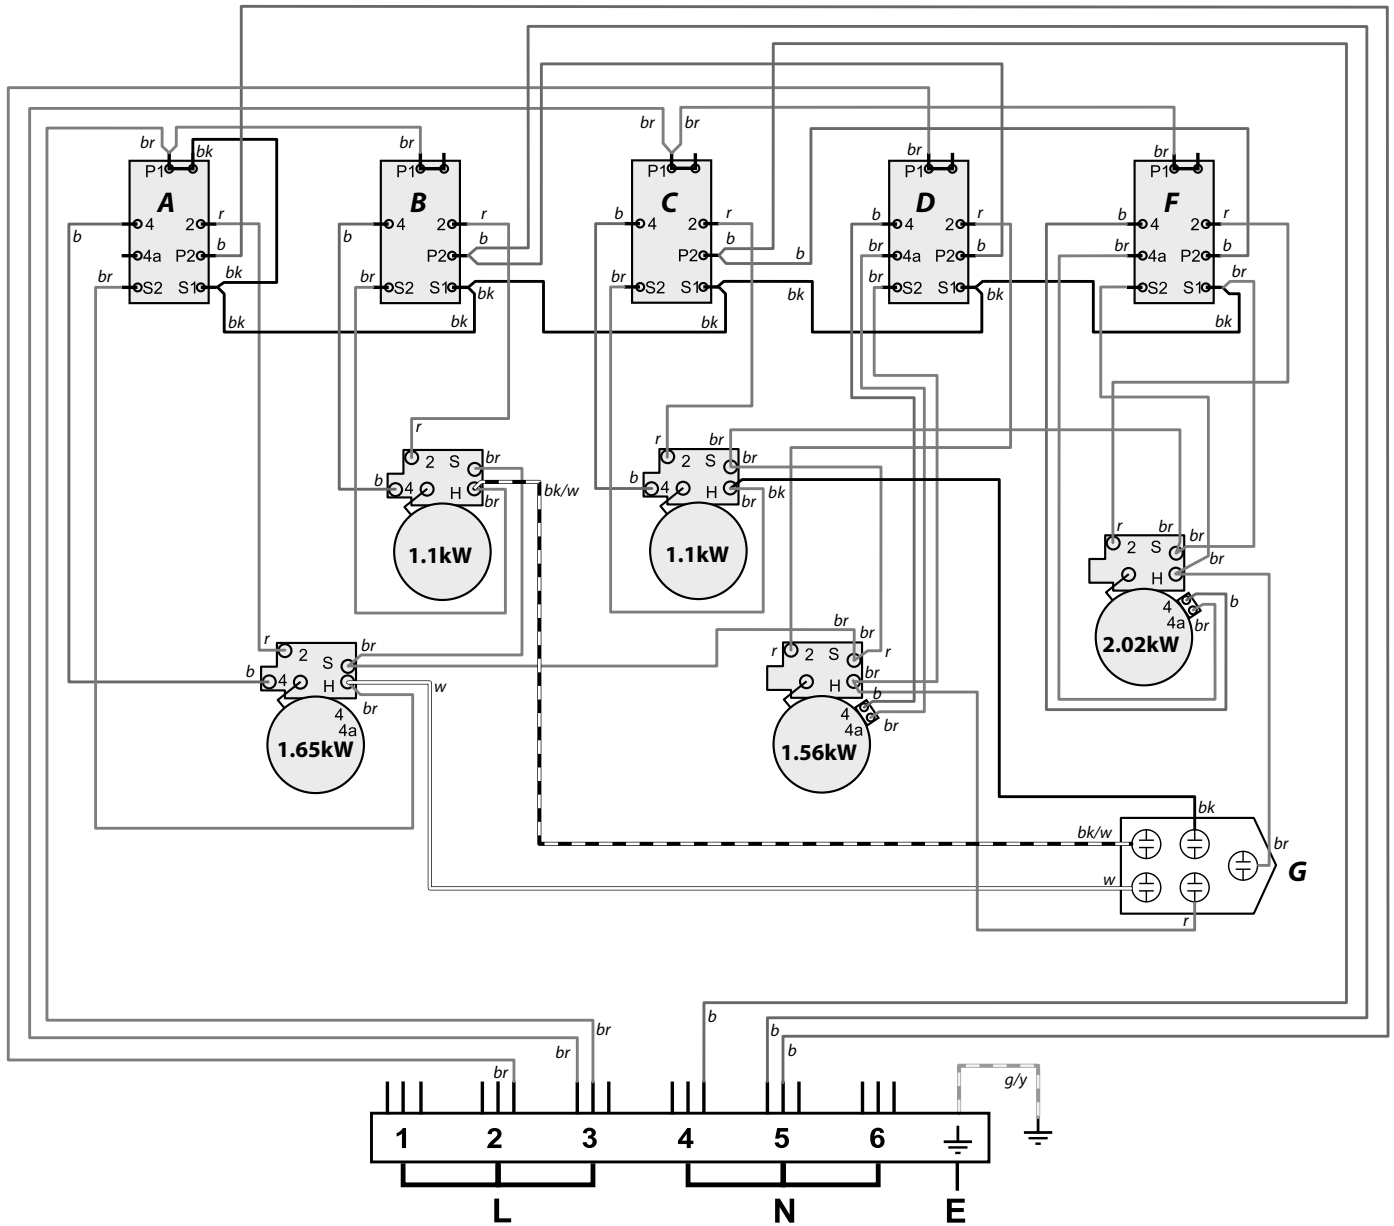 br
br
br bk br br
P1 P1 P1 P1 P1
A B C D F
4 2 r 4 2 r b 4 2 r b 4 2 r b 4 2 r
b b b b b
4a P2 b P2 b P2 b b br 4a P2 b br 4a P2 b
br S2 S1 bk br S2 S1 bk br S2 S1 bk br S2 S1 bk S2 S1 br
bk bk bk bk
r r br
2 S br 2 S br
b 4 H br bk/w b 4 H br bk
1.1kW 1.1kW
r br
2 S br
H br
4 b
4a br
2.02kW
r 2 S br
b 4 H w
br
4
4a
1.65kW
br
r 2 S br r
H br
b
4
4a br
1.56kW
bk
bk/w br
G
w
r
br b
br b
br b g/y
1 2 3 4 5 6
L N E